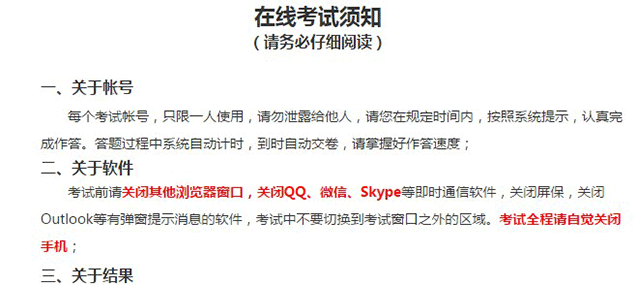 在线考试须知
（请务必仔细阅读）
一、关于帐号
每个考试帐号，只限一人使用，请勿泄露给他人，请您在规定时间内，按照系统提示，认真完
成作答。答题过程中系统自动计时，到时自动交卷，请掌握好作答速度；
二、关于软件
考试前请关闭其他浏览器窗口，关闭QQ、微信、Skype等即时通信软件，关闭屏保，关闭
Outlook等有弹窗提示消息的软件，考试中不要切换到考试窗口之外的区域。考试全程请自觉关闭
手机；
三、关于结果